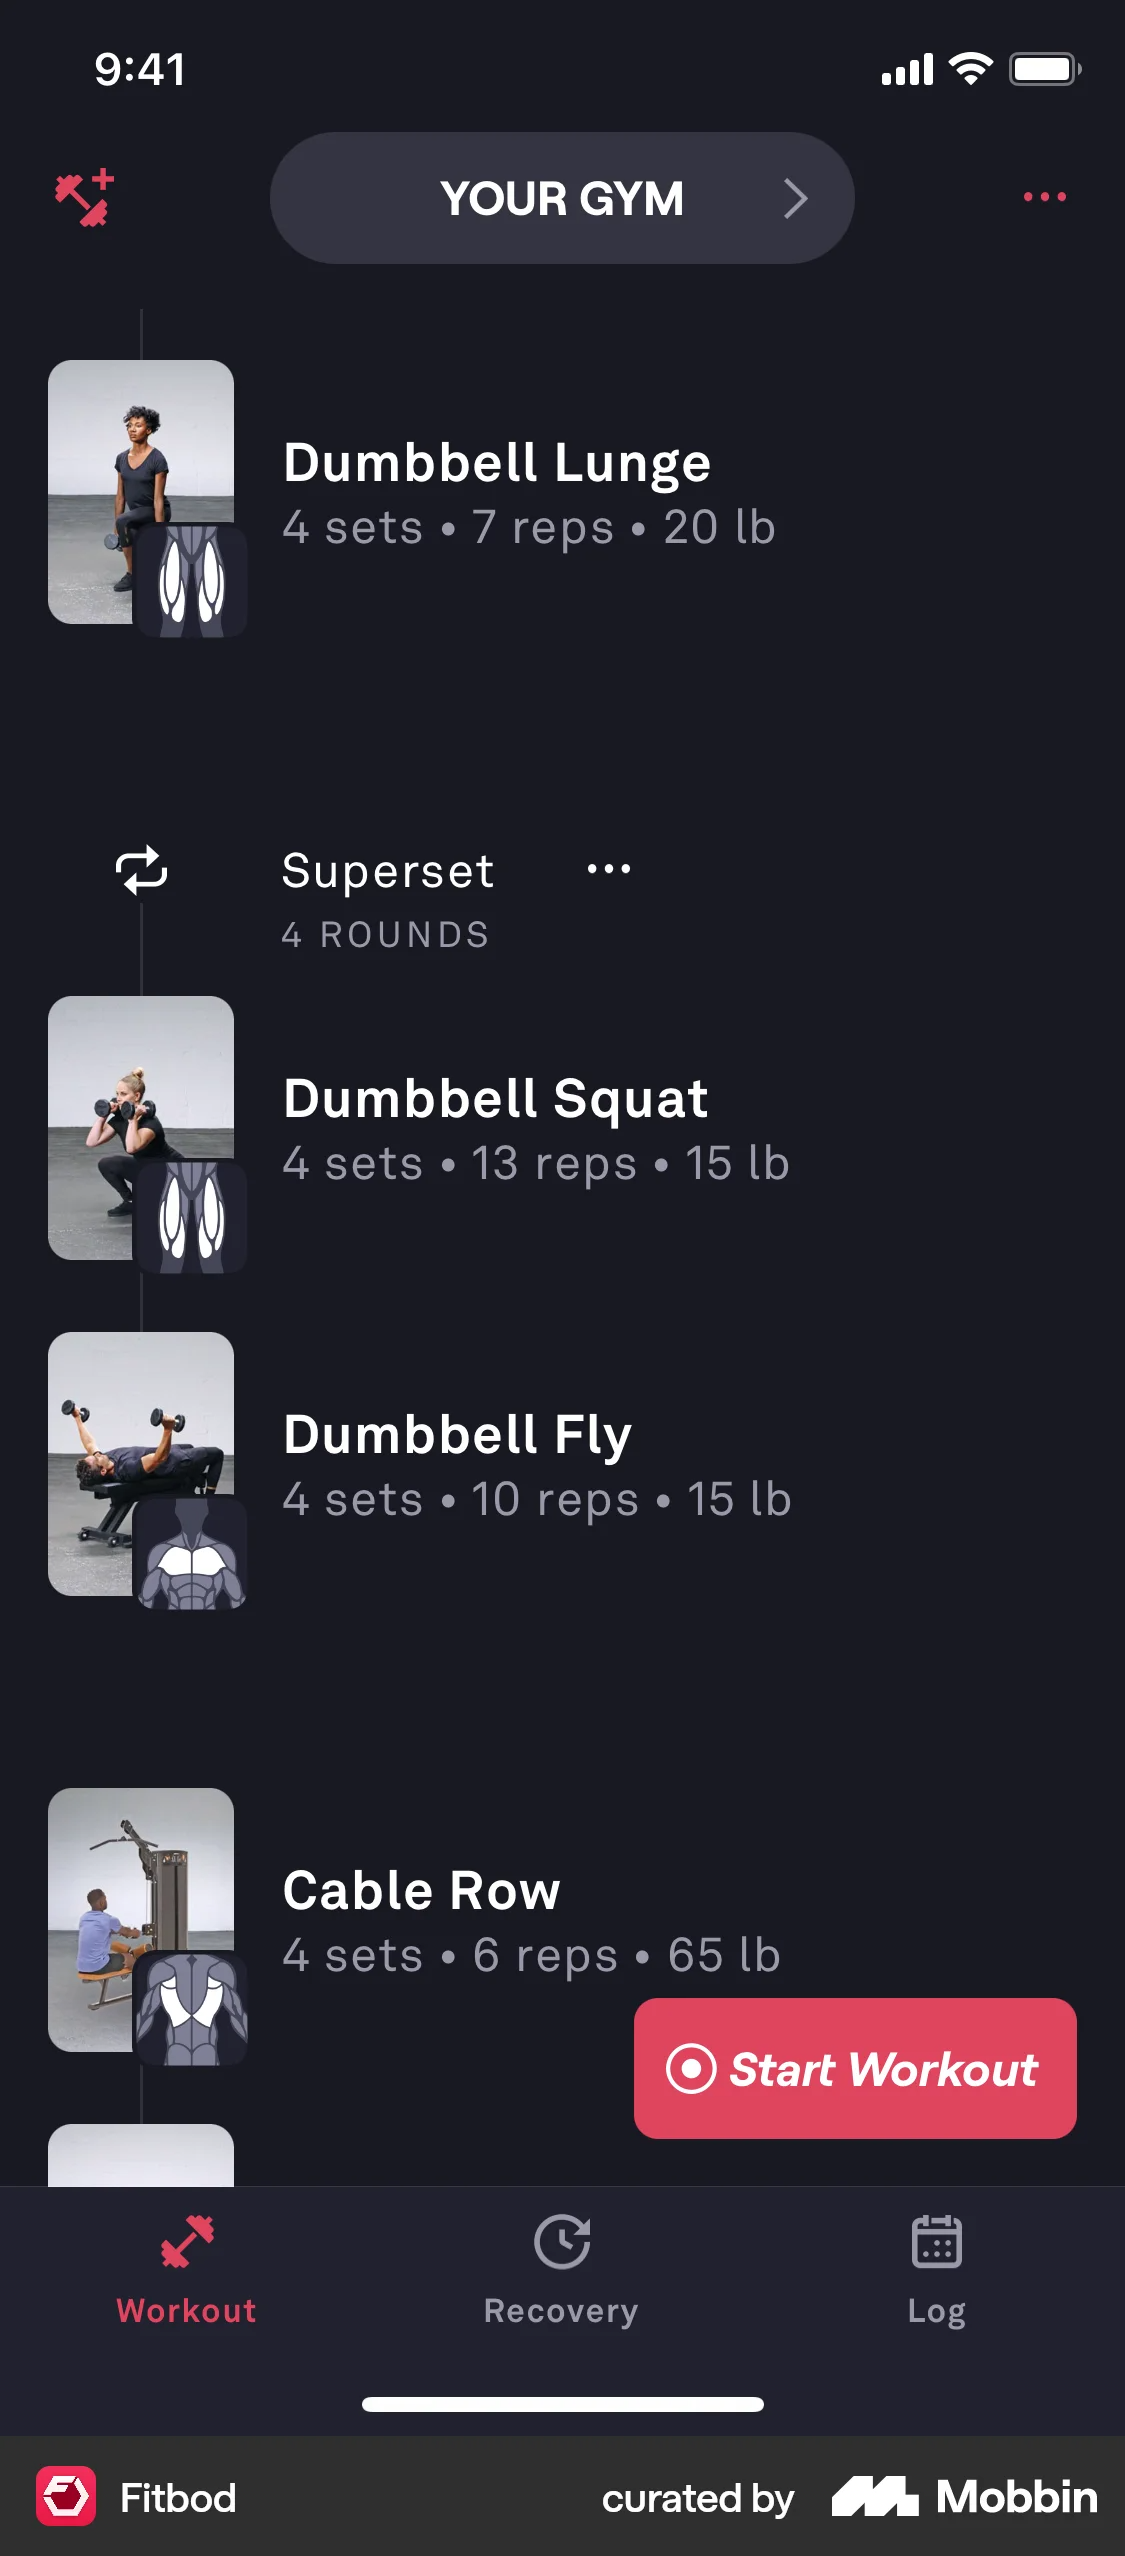 9:41
YOUR GYM
Dumbbell Lunge
4 sets • 7 reps • 20 lb
Superset
4 ROUNDS
Dumbbell Squat
4 sets • 13 reps • 15 lb
Dumbbell Fly
4 sets • 10 reps • 15 lb
Cable Row
4 sets • 6 reps • 65 lb
Start Workout
Workout
Recovery
Log
Fitbod
curated by Mobbin